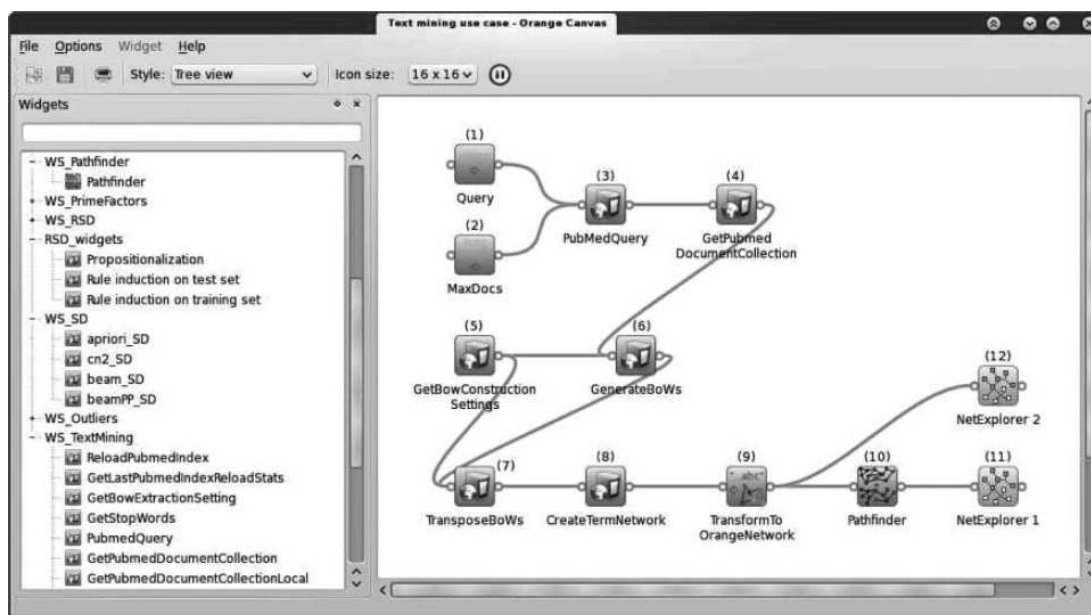 Text mining use case - Orange Canvas
File Options Widget Help
Style: Tree view Icon size: 16 x 16
Widgets
WS_Pathfinder
Pathfinder
WS_PrimeFactors
WS_RSD
RSD_widgets
Propositionalization
Rule induction on test set
Rule induction on training set
WS_SD
apriori_SD
cn2_SD
beam_SD
beamPP_SD
WS_Outliers
WS_TextMining
ReloadPubmedIndex
GetLastPubmedIndexReloadStats
GetBowExtractionSetting
GetStopWords
PubmedQuery
GetPubmedDocumentCollection
GetPubmedDocumentCollectionLocal
(1)
Query
(2)
MaxDocs
(3)
PubMedQuery
(4)
GetPubmed
DocumentCollection
(5)
GetBowConstruction
Settings
(6)
GenerateBoWs
(7)
TransposeBoWs
(8)
CreateTermNetwork
(9)
TransformTo
OrangeNetwork
(10)
Pathfinder
(12)
NetExplorer 2
(11)
NetExplorer 1